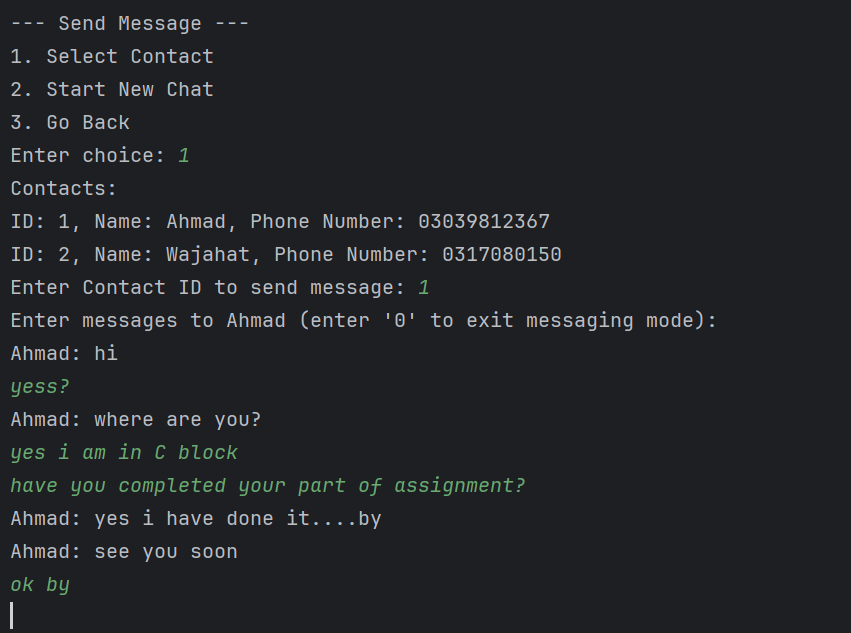 --- Send Message ---
1. Select Contact
2. Start New Chat
3. Go Back
Enter choice: 1
Contacts:
ID: 1, Name: Ahmad, Phone Number: 03039812367
ID: 2, Name: Wajahat, Phone Number: 0317080150
Enter Contact ID to send message: 1
Enter messages to Ahmad (enter '0' to exit messaging mode):
Ahmad: hi
yess?
Ahmad: where are you?
yes i am in C block
have you completed your part of assignment?
Ahmad: yes i have done it....by
Ahmad: see you soon
ok by